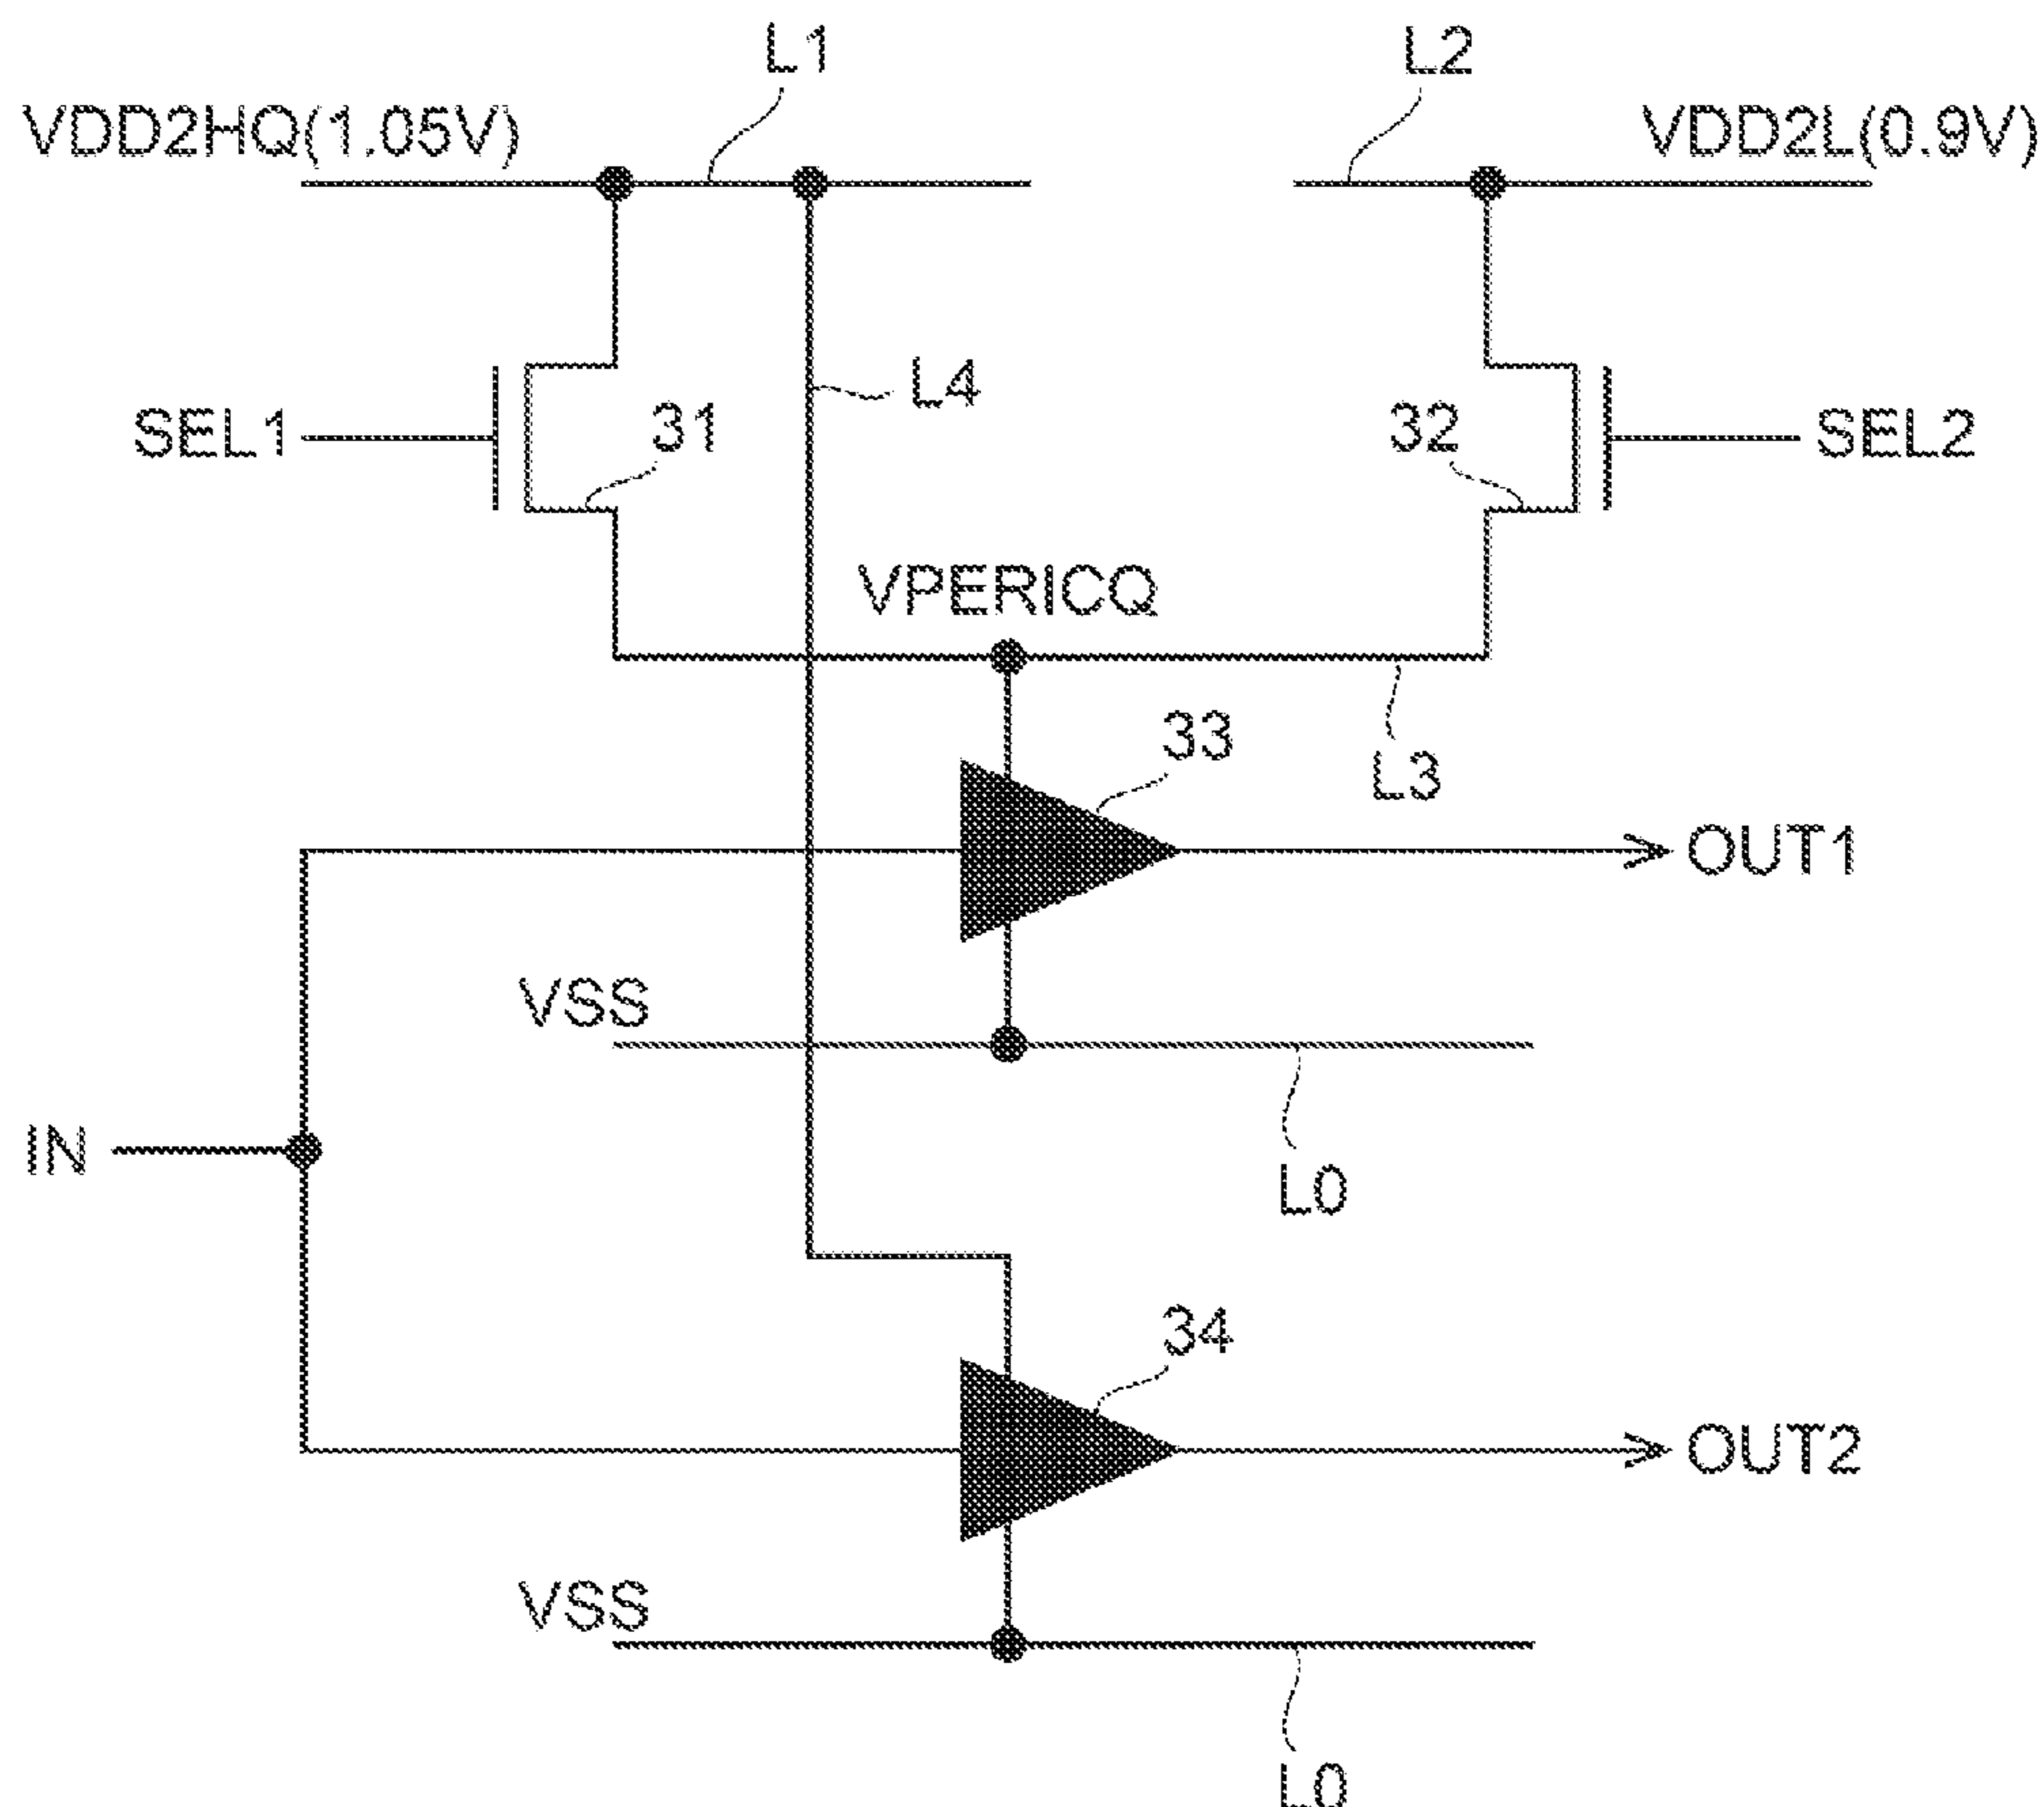 L1
L2
VDD2HQ(1.05V)
VDD2L(0.9V)
L4
SEL1
31
32
SEL2
VPERICQ
33
L3
OUT1
VSS
IN
L0
34
OUT2
VSS
L0